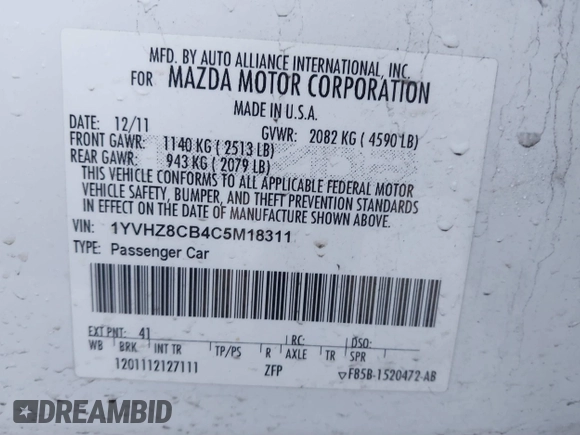 MFD. BY AUTO ALLIANCE INTERNATIONAL, INC.
FOR MAZDA MOTOR CORPORATION
MADE IN U.S.A.
DATE: 12/11 GVWR: 2082 KG ( 4590 LB)
FRONT GAWR: 1140 KG ( 2513 LB)
REAR GAWR: 943 KG ( 2079 LB)
THIS VEHICLE CONFORMS TO ALL APPLICABLE FEDERAL MOTOR
VEHICLE SAFETY, BUMPER, AND THEFT PREVENTION STANDARDS
IN EFFECT ON THE DATE OF MANUFACTURE SHOWN ABOVE.
VIN: 1YVHZ8CB4C5M18311
TYPE: Passenger Car
EXT PNT: 41 RC: DSO:
WB BRK INT TR TP/PS R AXLE TR SPR
1201112127111 ZFP F85B-1520472-AB
DREAMBID